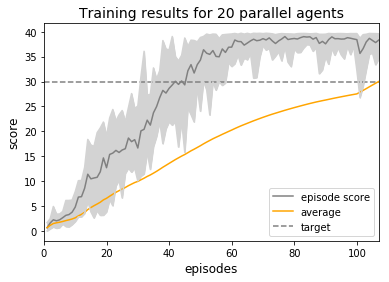 Training results for 20 parallel agents
40
35
30
25
20
15
10
5
0
score
episode score
average
target
0
20
40
60
80
100
episodes